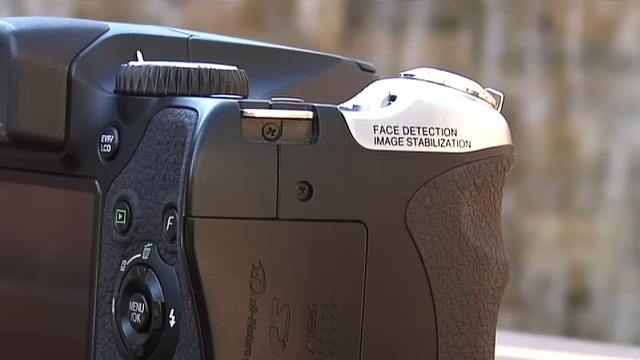 FACE DETECTION
IMAGE STABILIZATION
EVF/
LCD
F
MENU
/OK